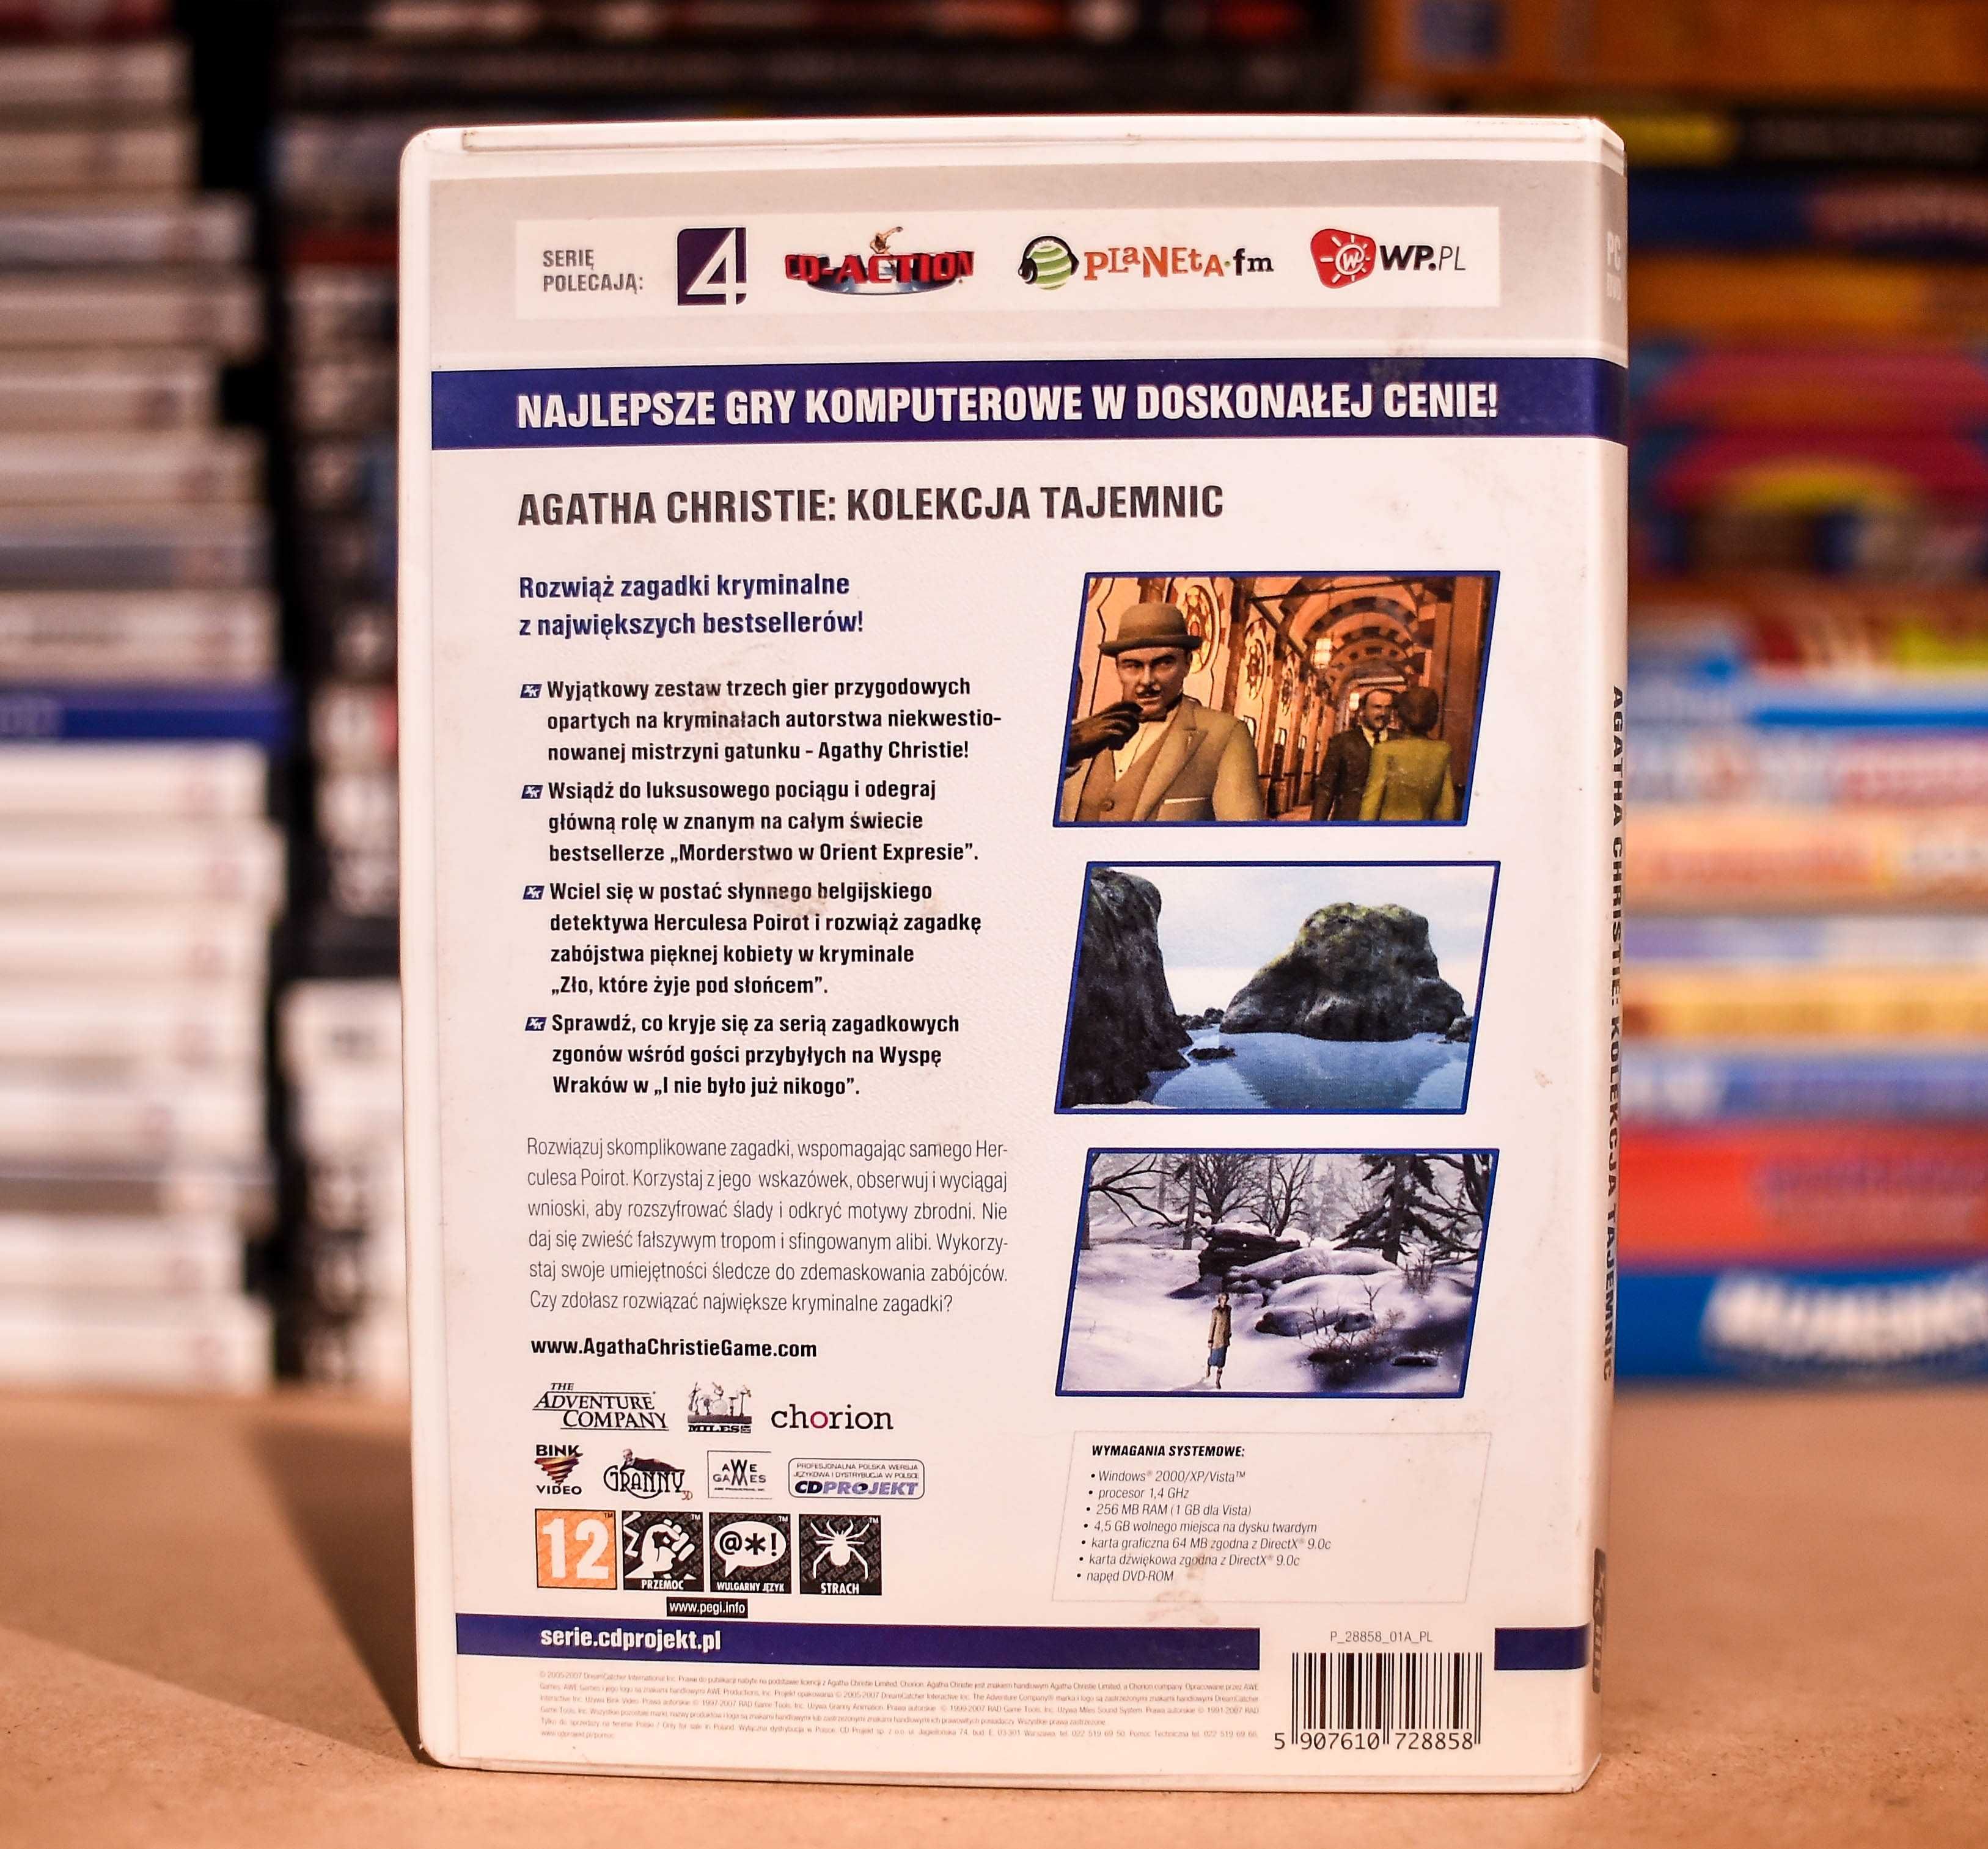 SERIĘ
POLECAJĄ:
4
CD-ACTION
PLANETA.fm
WP.PL
NAJLEPSZE GRY KOMPUTEROWE W DOSKONAŁEJ CENIE!
AGATHA CHRISTIE: KOLEKCJA TAJEMNIC
Rozwiąż zagadki kryminalne
z największych bestsellerów!
Wyjątkowy zestaw trzech gier przygodowych
opartych na kryminałach autorstwa niekwestio-
nowanej mistrzyni gatunku - Agathy Christie!
Wsiądź do luksusowego pociągu i odegraj
główną rolę w znanym na całym świecie
bestsellerze „Morderstwo w Orient Expresie”.
Wciel się w postać słynnego belgijskiego
detektywa Herculesa Poirot i rozwiąż zagadkę
zabójstwa pięknej kobiety w kryminale
„Zło, które żyje pod słońcem”.
Sprawdź, co kryje się za serią zagadkowych
zgonów wśród gości przybyłych na Wyspę
Wraków w „I nie było już nikogo”.
Rozwiązuj skomplikowane zagadki, wspomagając samego Her-
culesa Poirot. Korzystaj z jego wskazówek, obserwuj i wyciągaj
wnioski, aby rozszyfrować ślady i odkryć motywy zbrodni. Nie
daj się zwieść fałszywym tropom i sfingowanym alibi. Wykorzy-
staj swoje umiejętności śledcze do zdemaskowania zabójców.
Czy zdołasz rozwiązać największe kryminalne zagadki?
www.AgathaChristieGame.com
THE
ADVENTURE
COMPANY
MILES
chorion
BINK
VIDEO
GRANNY
3D
AWE
GAMES
PROFESJONALNA POLSKA WERSJA
JĘZYKOWA I DYSTRYBUCJA W POLSCE
CDPROJEKT
12
PRZEMOC
@*!
WULGARNY JĘZYK
STRACH
www.pegi.info
WYMAGANIA SYSTEMOWE:
• Windows® 2000/XP/Vista™
• procesor 1,4 GHz
• 256 MB RAM (1 GB dla Vista)
• 4,5 GB wolnego miejsca na dysku twardym
• karta graficzna 64 MB zgodna z DirectX® 9.0c
• karta dźwiękowa zgodna z DirectX® 9.0c
• napęd DVD-ROM
serie.cdprojekt.pl
P_28858_01A_PL
5 907610 728858
PC
AGATHA CHRISTIE: KOLEKCJA TAJEMNIC